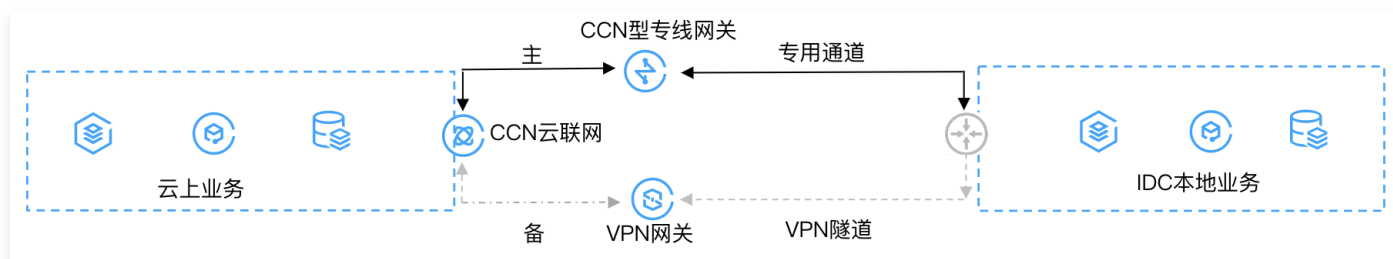 CCN型专线网关
主
专用通道
CCN云联网
云上业务
IDC本地业务
备
VPN网关
VPN隧道